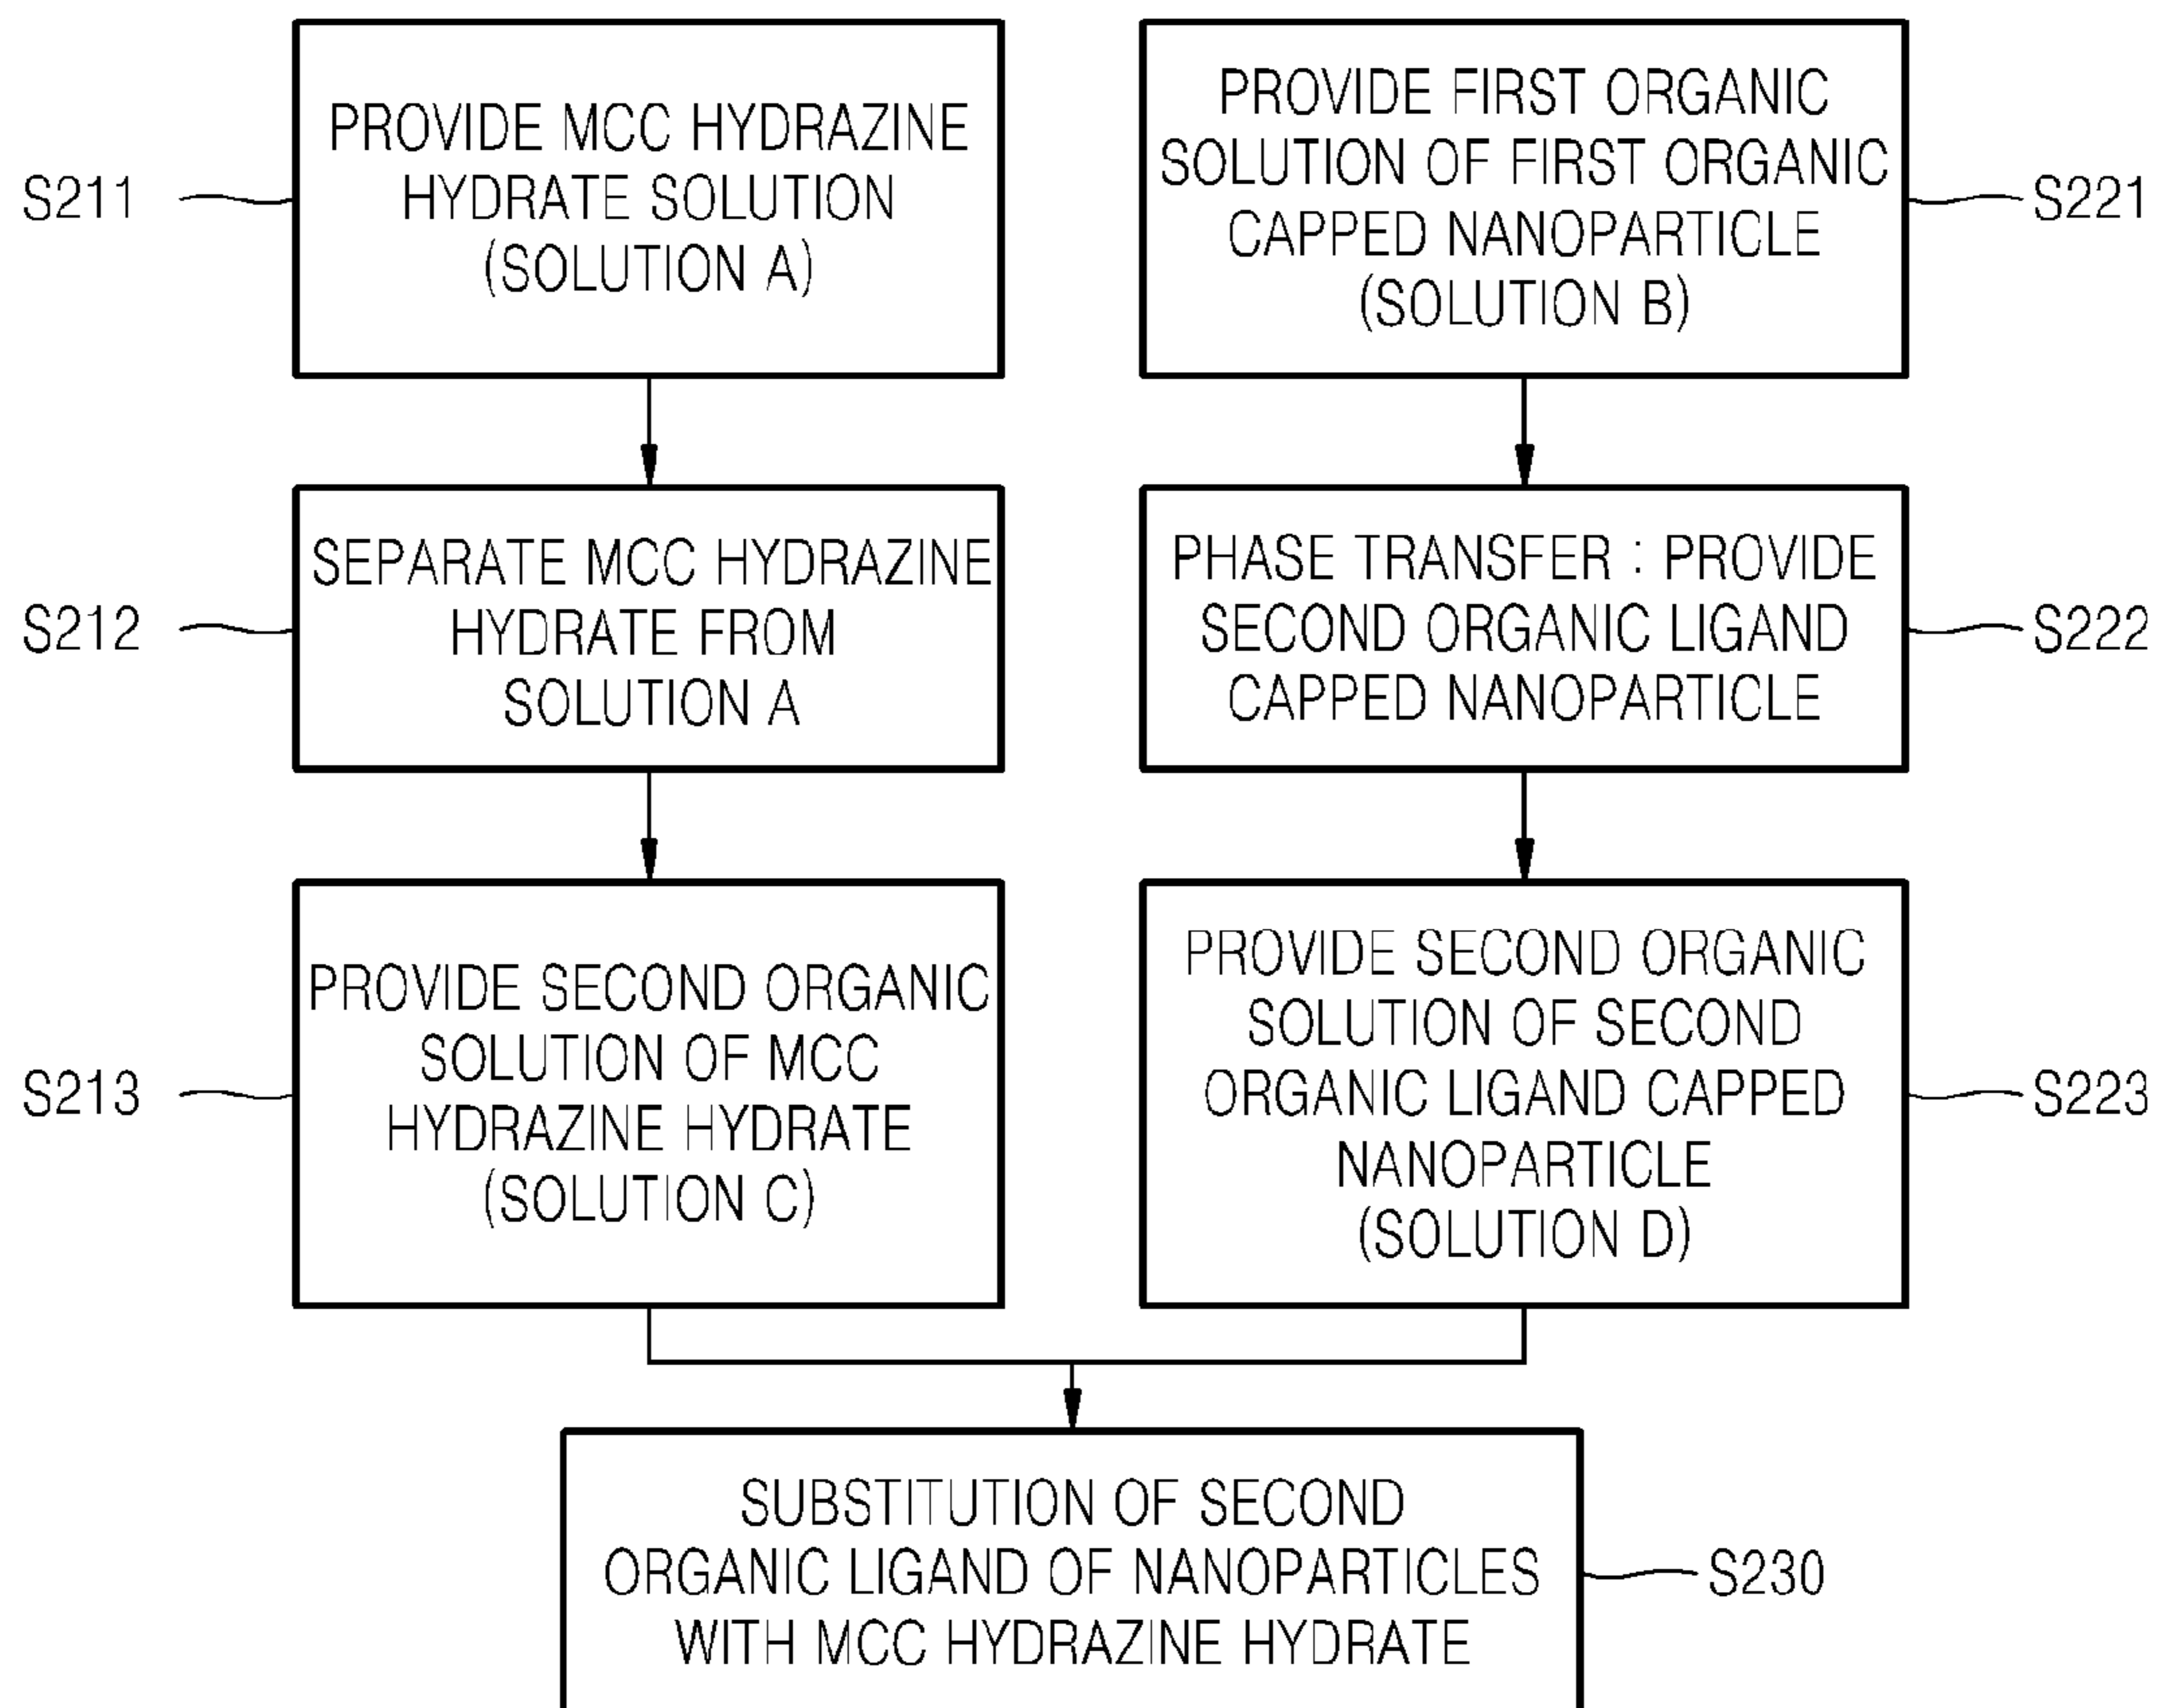 S211
PROVIDE MCC HYDRAZINE
HYDRATE SOLUTION
(SOLUTION A)
PROVIDE FIRST ORGANIC
SOLUTION OF FIRST ORGANIC
CAPPED NANOPARTICLE
(SOLUTION B)
S221
S212
SEPARATE MCC HYDRAZINE
HYDRATE FROM
SOLUTION A
PHASE TRANSFER : PROVIDE
SECOND ORGANIC LIGAND
CAPPED NANOPARTICLE
S222
S213
PROVIDE SECOND ORGANIC
SOLUTION OF MCC
HYDRAZINE HYDRATE
(SOLUTION C)
PROVIDE SECOND ORGANIC
SOLUTION OF SECOND
ORGANIC LIGAND CAPPED
NANOPARTICLE
(SOLUTION D)
S223
SUBSTITUTION OF SECOND
ORGANIC LIGAND OF NANOPARTICLES
WITH MCC HYDRAZINE HYDRATE
S230